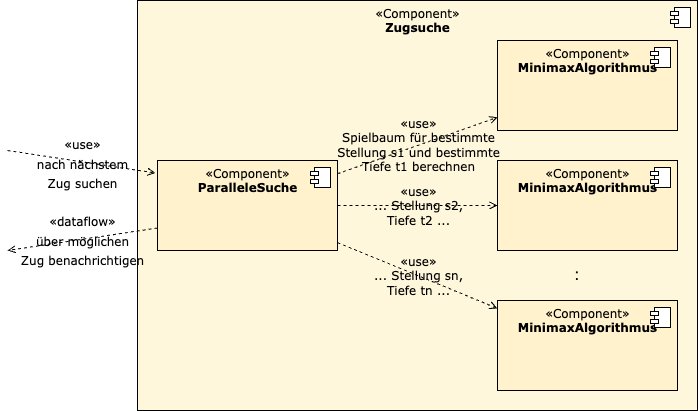 «Component»
Zugsuche
«Component»
MinimaxAlgorithmus
«use»
Spielbaum für bestimmte
Stellung s1 und bestimmte
Tiefe t1 berechnen
«use»
nach nächstem
Zug suchen
«Component»
ParalleleSuche
«Component»
MinimaxAlgorithmus
«use»
... Stellung s2,
Tiefe t2 ...
«dataflow»
über möglichen
Zug benachrichtigen
«use»
... Stellung sn,
Tiefe tn ...
:
«Component»
MinimaxAlgorithmus